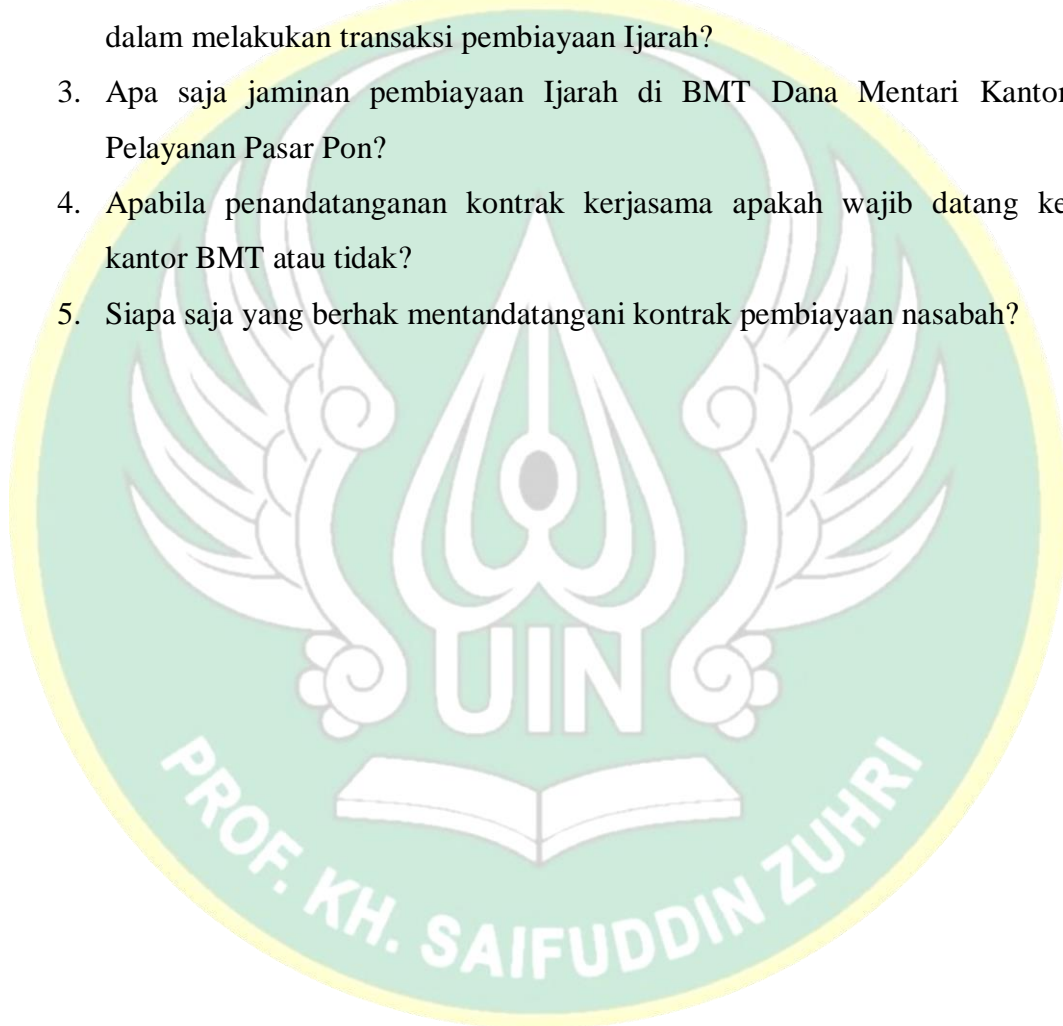 dalam melakukan transaksi pembiayaan Ijarah?
3. Apa saja jaminan pembiayaan Ijarah di BMT Dana Mentari Kantor
Pelayanan Pasar Pon?
4. Apabila penandatanganan kontrak kerjasama apakah wajib datang ke
kantor BMT atau tidak?
5. Siapa saja yang berhak mentandatangani kontrak pembiayaan nasabah?
UIN
PROF. KH. SAIFUDDIN ZUHRI